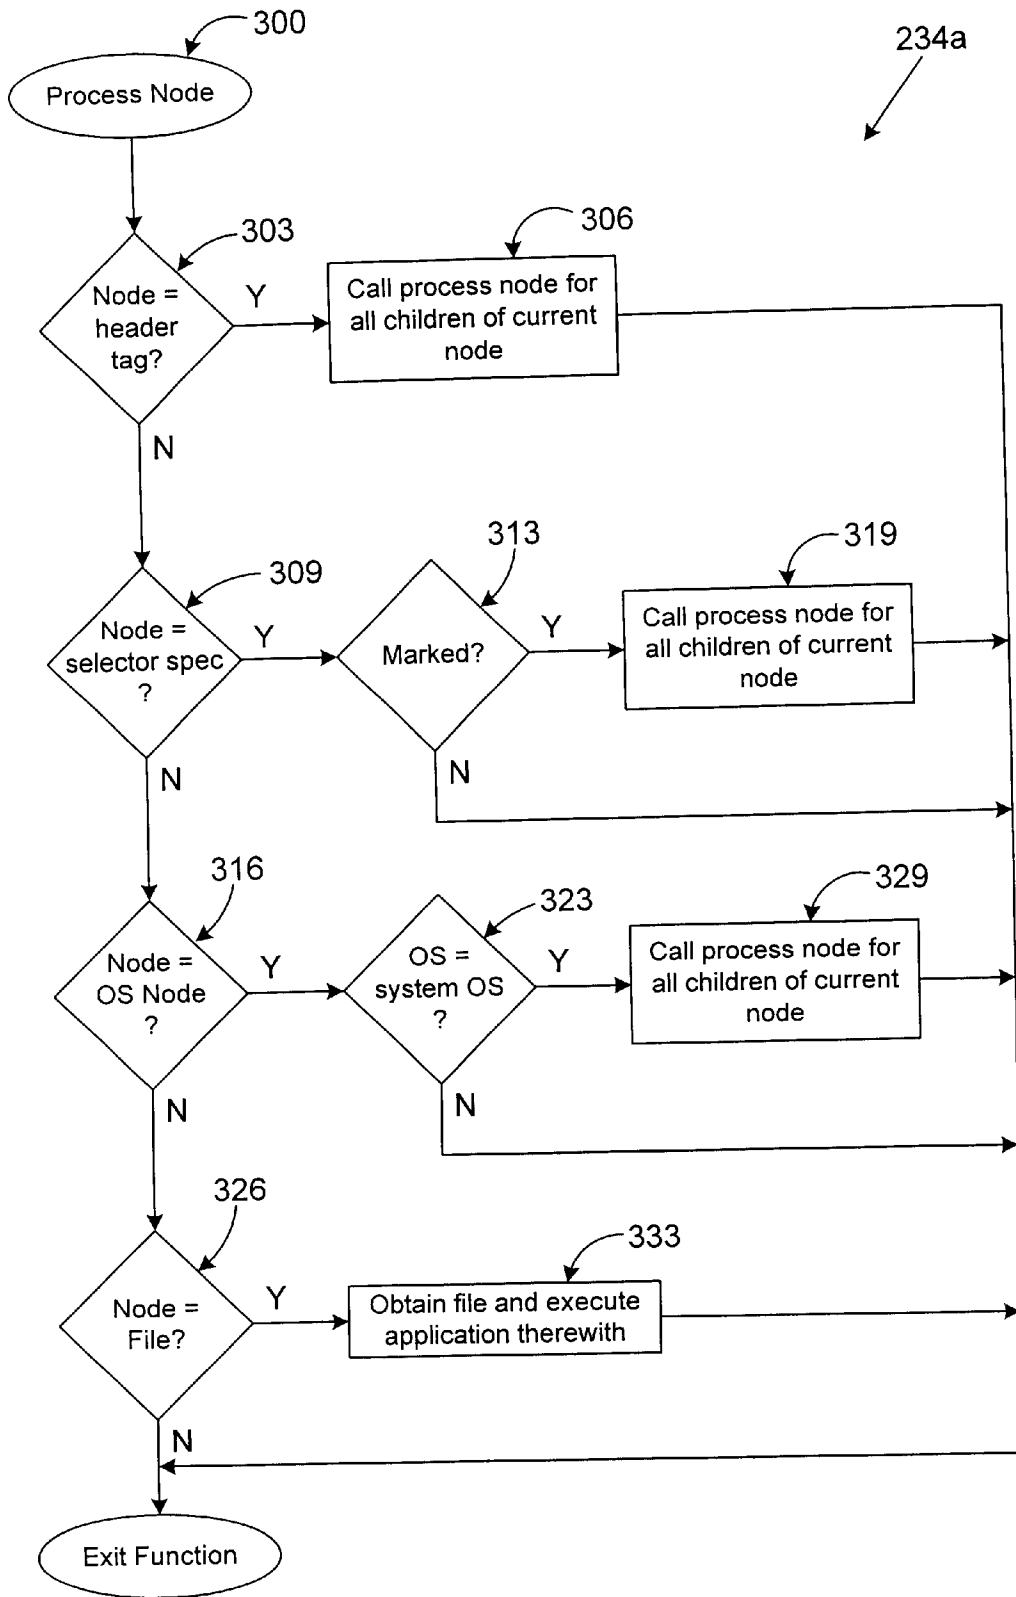 300
234a
Process Node
303
306
Node =
header
tag?
Y
Call process node for
all children of current
node
N
309
313
319
Node =
selector spec
?
Y
Marked?
Y
Call process node for
all children of current
node
N
N
316
323
329
Node =
OS Node
?
Y
OS =
system OS
?
Y
Call process node for
all children of current
node
N
N
326
333
Node =
File?
Y
Obtain file and execute
application therewith
N
Exit Function